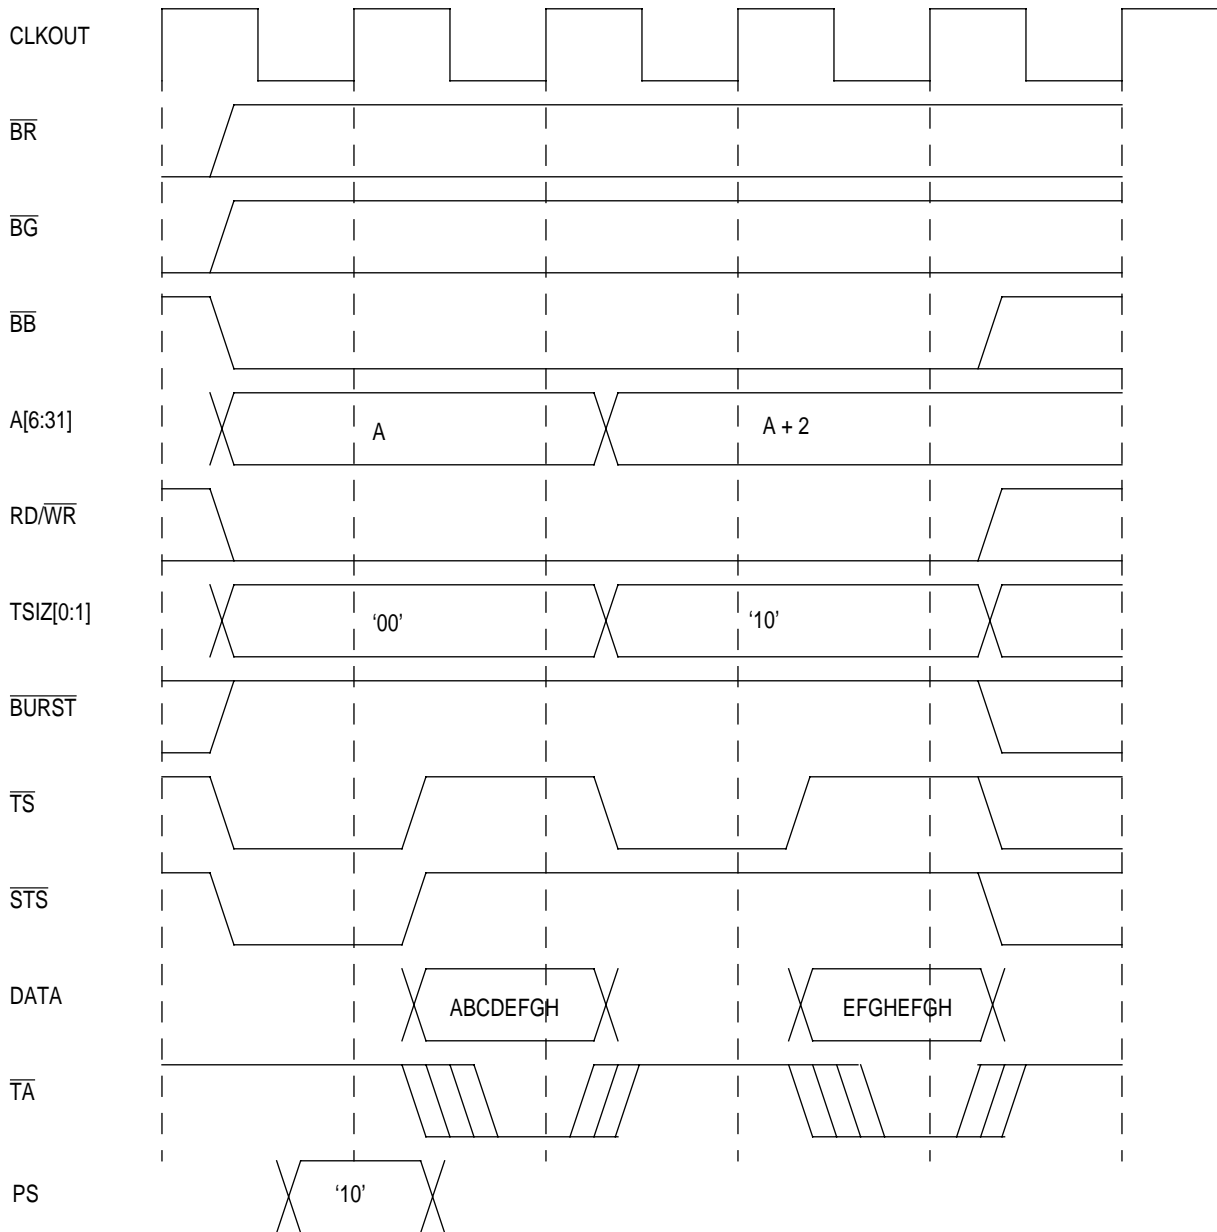 CLKOUT
BR
BG
BB
A[6:31]
A
A + 2
RD/WR
TSIZ[0:1]
‘00’
‘10’
BURST
TS
STS
DATA
ABCDEFGH
EFGHEFGH
TA
PS
‘10’